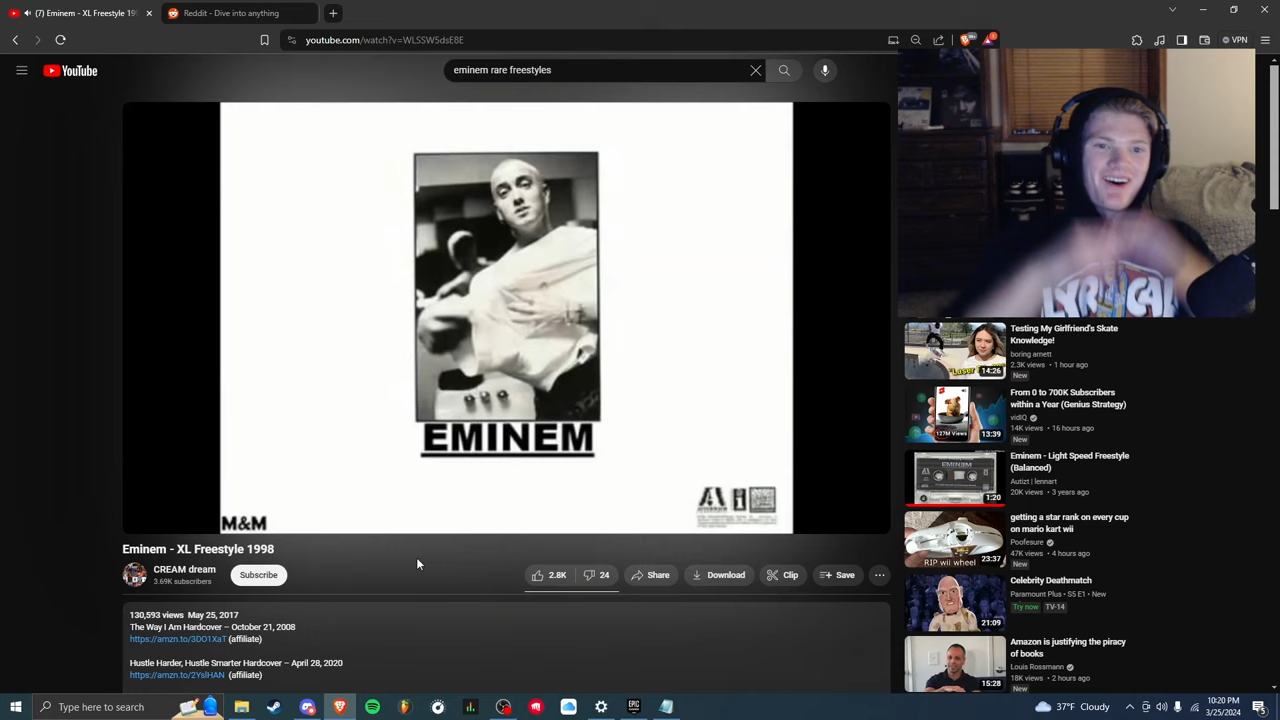 (7) Eminem - XL Freestyle 199
Reddit - Dive into anything
youtube.com/watch?v=WLSSW5dsE8E
VPN
YouTube
eminem rare freestyles
EMINEM
M&M
LYRICAL
Eminem - XL Freestyle 1998
CREAM dream
3.69K subscribers
Subscribe
2.8K
24
Share
Download
Clip
Save
130,593 views May 25, 2017
The Way I Am Hardcover – October 21, 2008
https://amzn.to/3DO1XaT (affiliate)
Hustle Harder, Hustle Smarter Hardcover – April 28, 2020
https://amzn.to/2YslHAN (affiliate)
14:26
Testing My Girlfriend's Skate
Knowledge!
boring arnett
2.3K views • 1 hour ago
New
127M Views
13:39
From 0 to 700K Subscribers
within a Year (Genius Strategy)
vidIQ
14K views • 16 hours ago
New
EMINEM
1:20
Eminem - Light Speed Freestyle
(Balanced)
Autizt | lennart
20K views • 3 years ago
RIP wii wheel
23:37
getting a star rank on every cup
on mario kart wii
Poofesure
47K views • 4 hours ago
New
21:09
Celebrity Deathmatch
Paramount Plus • S5 E1 • New
Try now TV-14
15:28
Amazon is justifying the piracy
of books
Louis Rossmann
18K views • 2 hours ago
New
Type here to search
EPIC
37°F
10:20 PM
3/25/2024